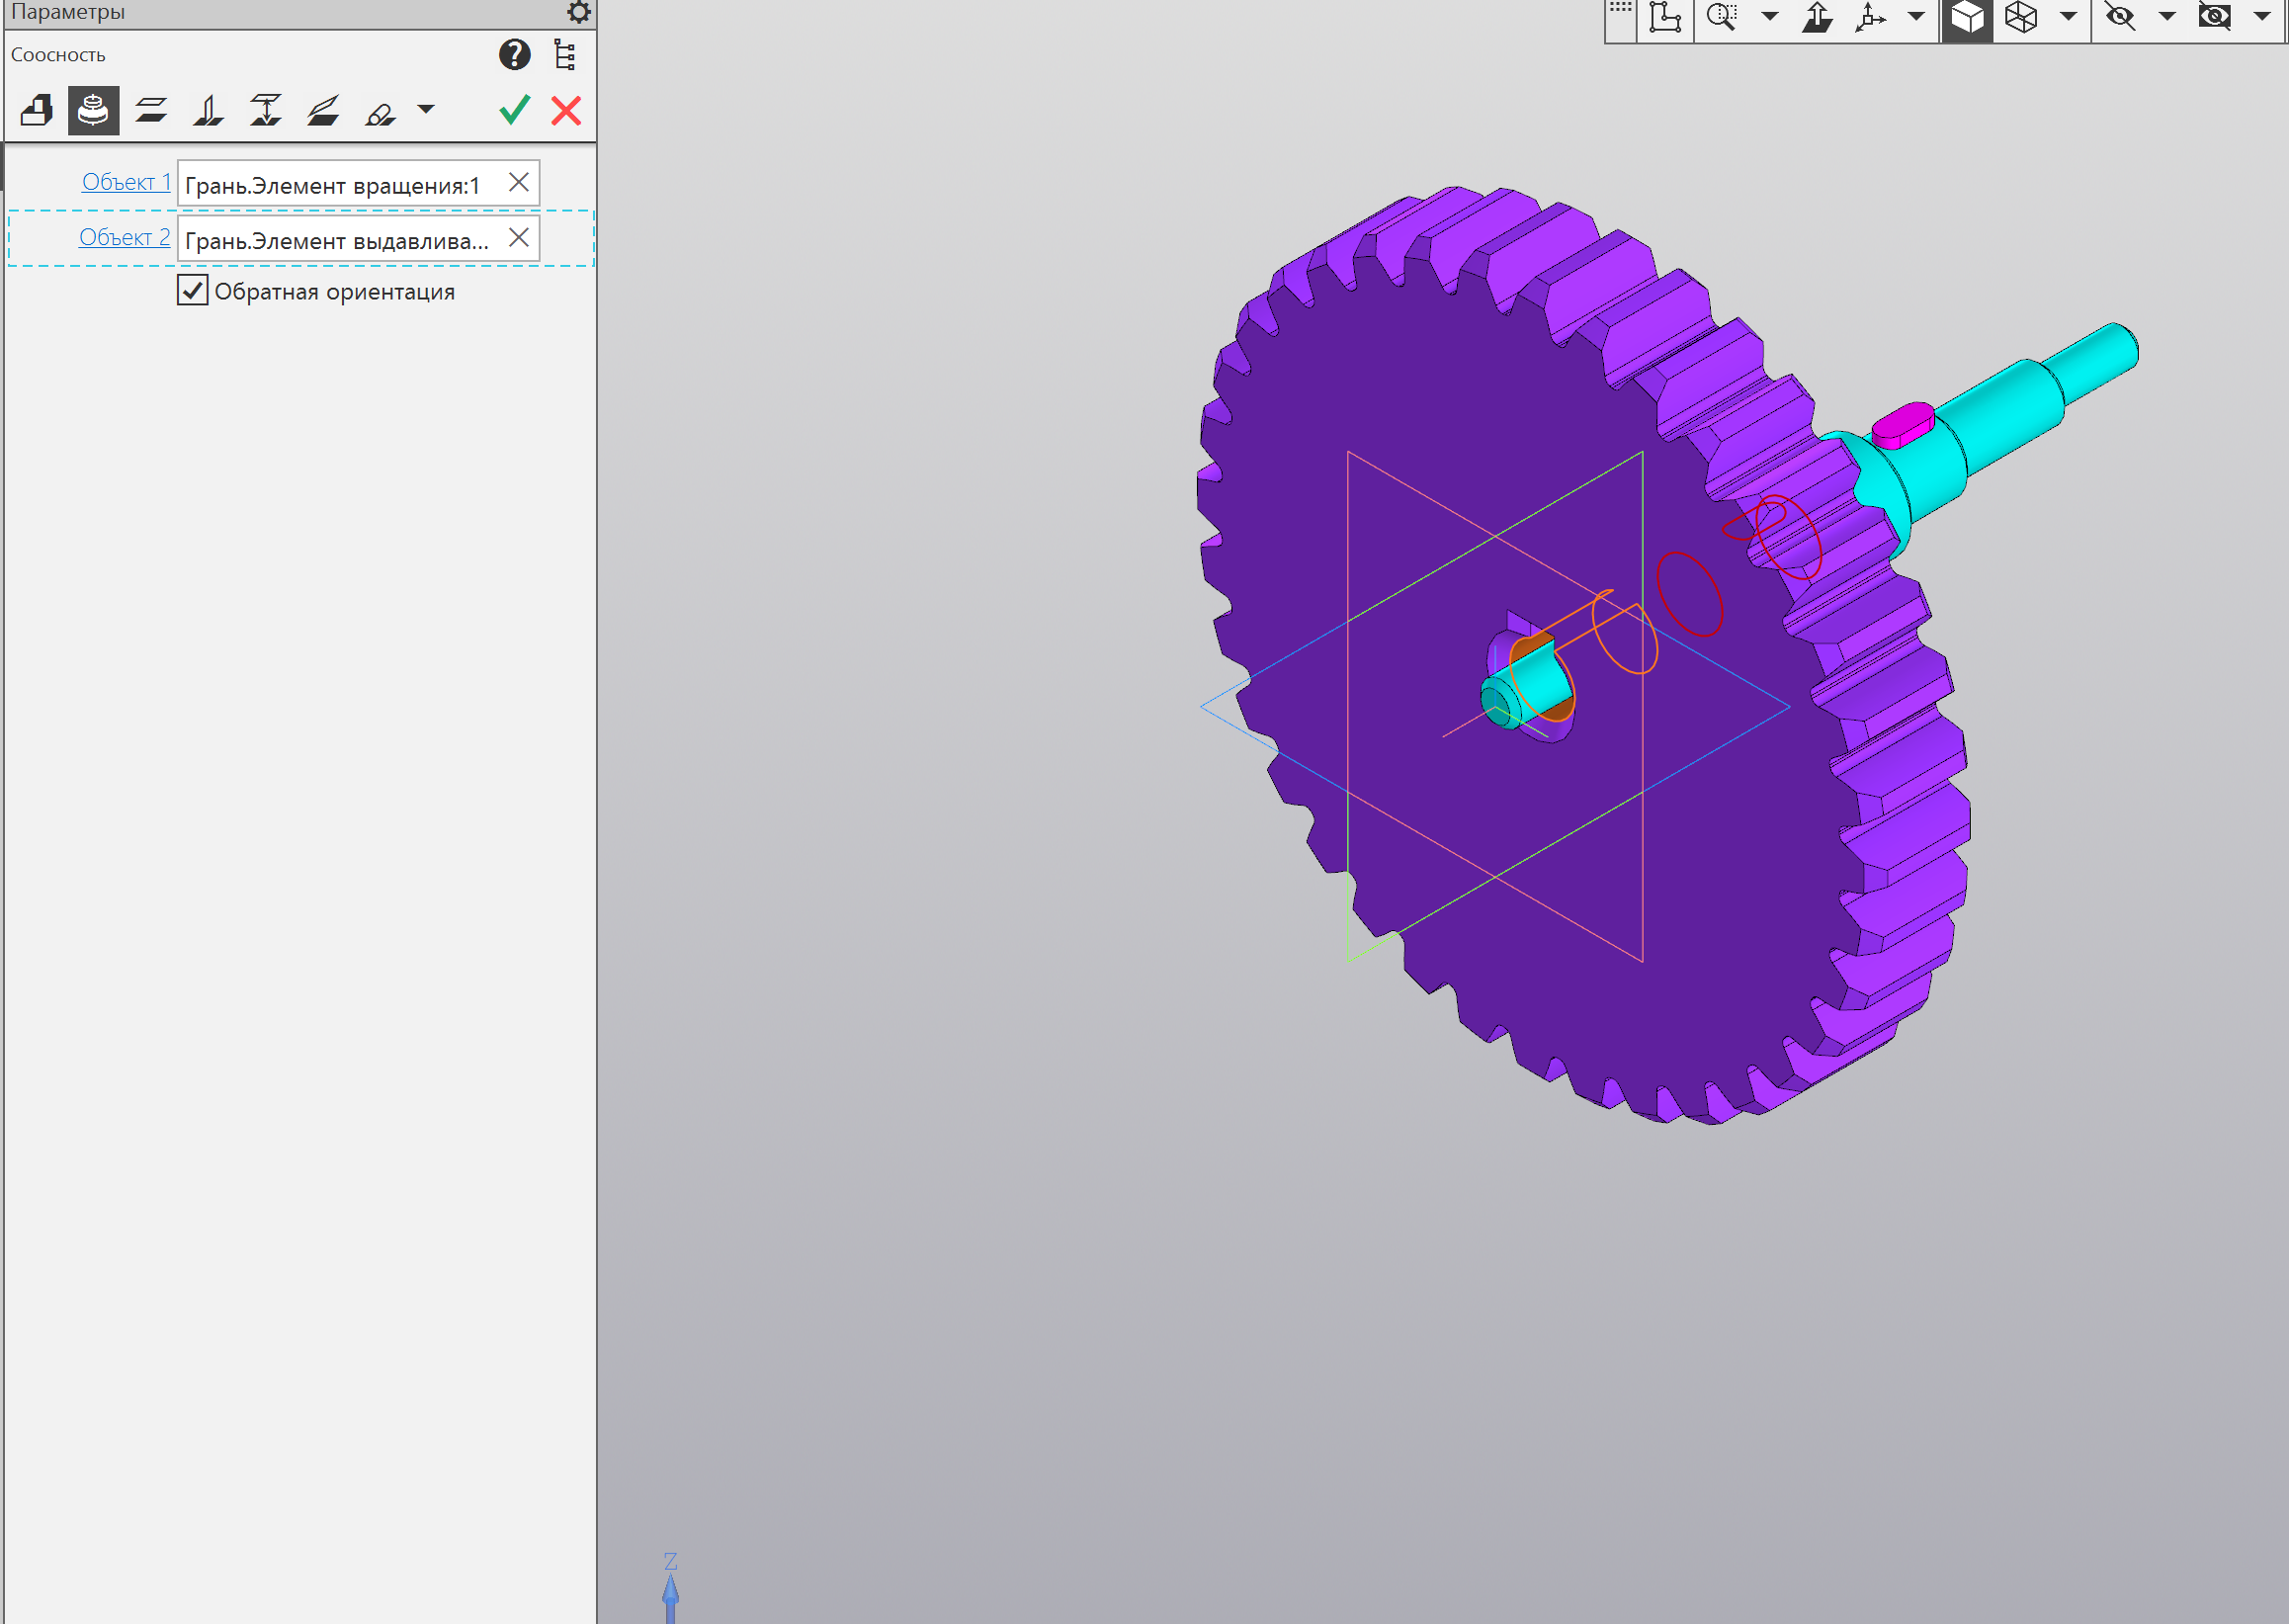 Параметры
Соосность
Объект 1 Грань.Элемент вращения:1
Объект 2 Грань.Элемент выдавлива...
Обратная ориентация
Z